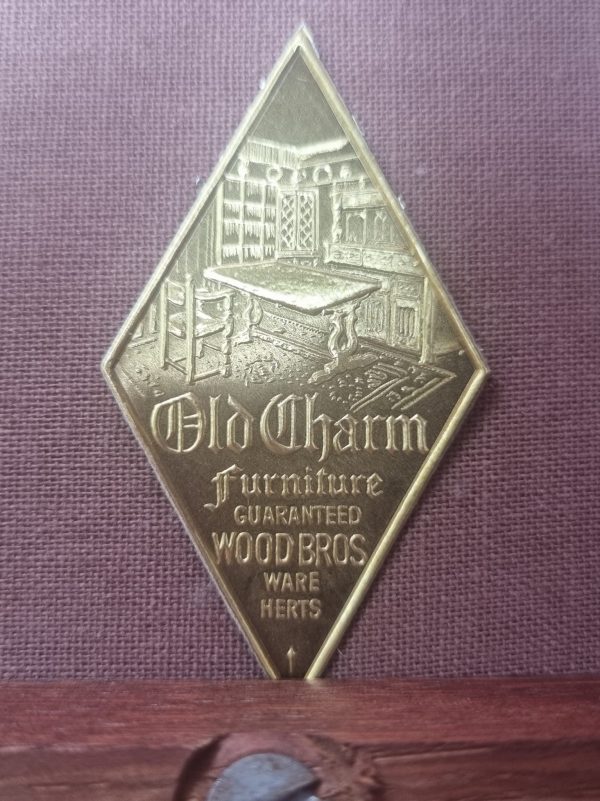 Old Charm
Furniture
GUARANTEED
WOOD BROS
WARE
HERTS